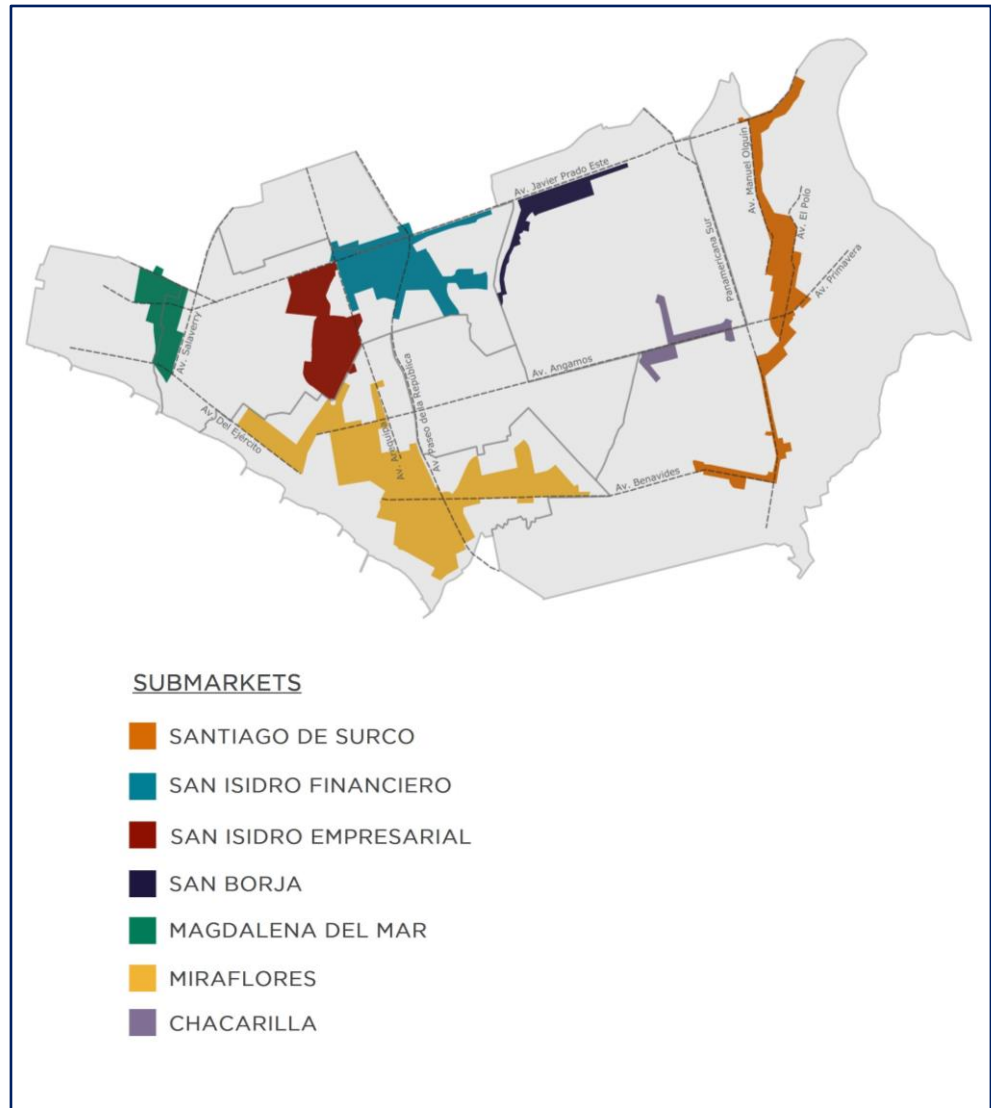 Av. Javier Prado Este
Av. Manuel Olguín
Av. El Polo
Av. Primavera
Panamericana Sur
Av. Salaverry
Av. Angamos
Av. Paseo de la República
Av. Arequipa
Av. Del Ejército
Av. Benavides
SUBMARKETS
SANTIAGO DE SURCO
SAN ISIDRO FINANCIERO
SAN ISIDRO EMPRESARIAL
SAN BORJA
MAGDALENA DEL MAR
MIRAFLORES
CHACARILLA